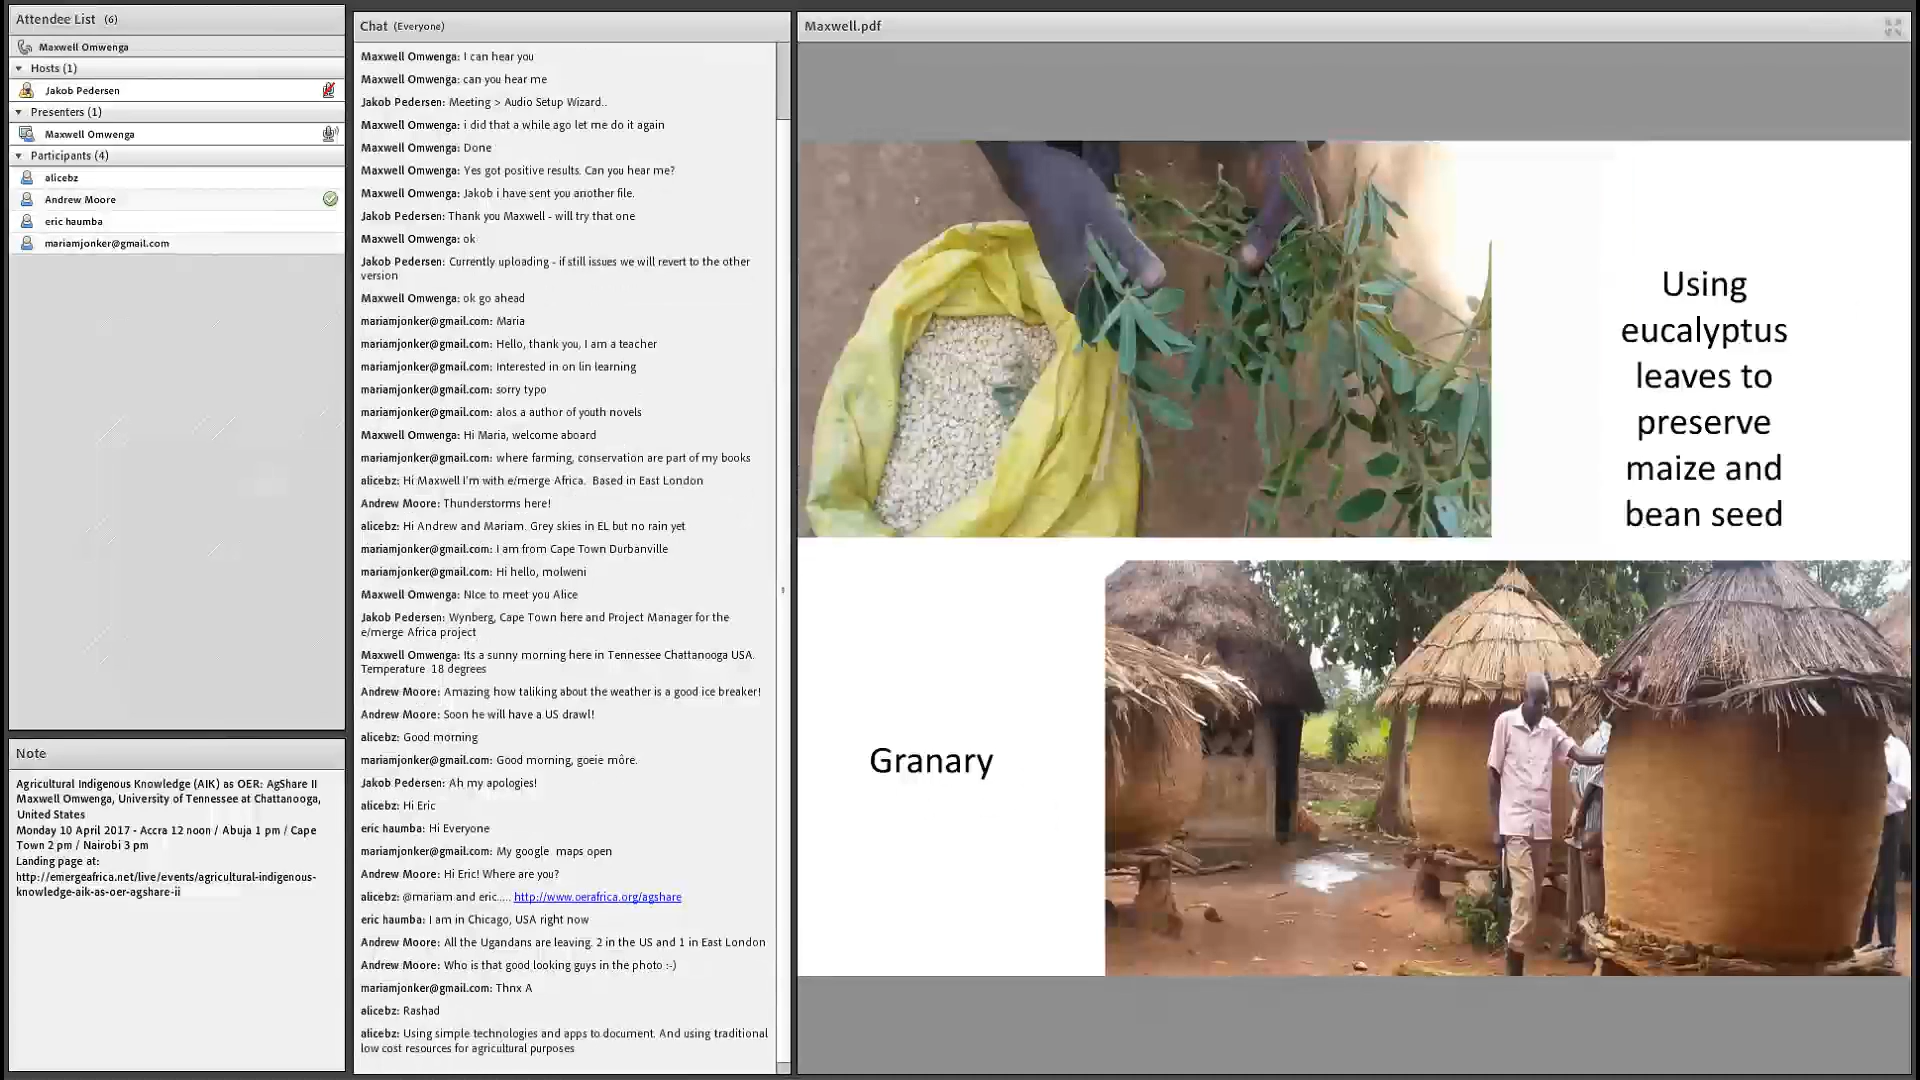 Attendee List (6)
Maxwell Omwenga
Hosts (1)
Jakob Pedersen
Presenters (1)
Maxwell Omwenga
Participants (4)
alicebz
Andrew Moore
eric haumba
mariamjonker@gmail.com
Note
Agricultural Indigenous Knowledge (AIK) as OER: AgShare II
Maxwell Omwenga, University of Tennessee at Chattanooga,
United States
Monday 10 April 2017 - Accra 12 noon / Abuja 1 pm / Cape
Town 2 pm / Nairobi 3 pm
Landing page at:
http://emergeafrica.net/live/events/agricultural-indigenous-
knowledge-aik-as-oer-agshare-ii
Chat (Everyone)
Maxwell Omwenga: I can hear you
Maxwell Omwenga: can you hear me
Jakob Pedersen: Meeting > Audio Setup Wizard..
Maxwell Omwenga: i did that a while ago let me do it again
Maxwell Omwenga: Done
Maxwell Omwenga: Yes got positive results. Can you hear me?
Maxwell Omwenga: Jakob i have sent you another file.
Jakob Pedersen: Thank you Maxwell - will try that one
Maxwell Omwenga: ok
Jakob Pedersen: Currently uploading - if still issues we will revert to the other
version
Maxwell Omwenga: ok go ahead
mariamjonker@gmail.com: Maria
mariamjonker@gmail.com: Hello, thank you, I am a teacher
mariamjonker@gmail.com: Interested in on lin learning
mariamjonker@gmail.com: sorry typo
mariamjonker@gmail.com: alos a author of youth novels
Maxwell Omwenga: Hi Maria, welcome aboard
mariamjonker@gmail.com: where farming, conservation are part of my books
alicebz: Hi Maxwell I'm with e/merge Africa. Based in East London
Andrew Moore: Thunderstorms here!
alicebz: Hi Andrew and Mariam. Grey skies in EL but no rain yet
mariamjonker@gmail.com: I am from Cape Town Durbanville
mariamjonker@gmail.com: Hi hello, molweni
Maxwell Omwenga: NIce to meet you Alice
Jakob Pedersen: Wynberg, Cape Town here and Project Manager for the
e/merge Africa project
Maxwell Omwenga: Its a sunny morning here in Tennessee Chattanooga USA.
Temperature 18 degrees
Andrew Moore: Amazing how taliking about the weather is a good ice breaker!
Andrew Moore: Soon he will have a US drawl!
alicebz: Good morning
mariamjonker@gmail.com: Good morning, goeie môre.
Jakob Pedersen: Ah my apologies!
alicebz: Hi Eric
eric haumba: Hi Everyone
mariamjonker@gmail.com: My google maps open
Andrew Moore: Hi Eric! Where are you?
alicebz: @mariam and eric.... http://www.oerafrica.org/agshare
eric haumba: I am in Chicago, USA right now
Andrew Moore: All the Ugandans are leaving. 2 in the US and 1 in East London
Andrew Moore: Who is that good looking guys in the photo :-)
mariamjonker@gmail.com: Thnx A
alicebz: Rashad
alicebz: Using simple technologies and apps to document. And using traditional
low cost resources for agricultural purposes
Maxwell.pdf
Using
eucalyptus
leaves to
preserve
maize and
bean seed
Granary